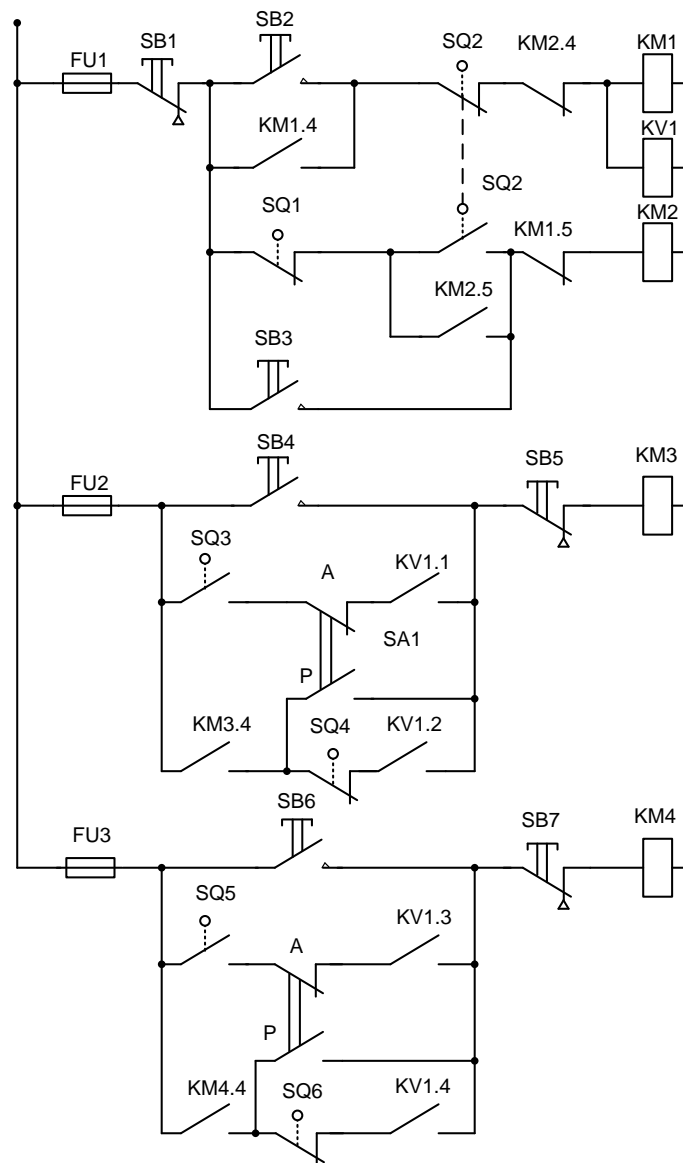 SB2
SB1
SQ2
KM2.4
KM1
FU1
KM1.4
KV1
SQ2
SQ1
KM1.5
KM2
KM2.5
SB3
SB4
FU2
SB5
KM3
SQ3
A
KV1.1
SA1
P
KM3.4
SQ4
KV1.2
SB6
FU3
SB7
KM4
SQ5
A
KV1.3
P
KM4.4
SQ6
KV1.4